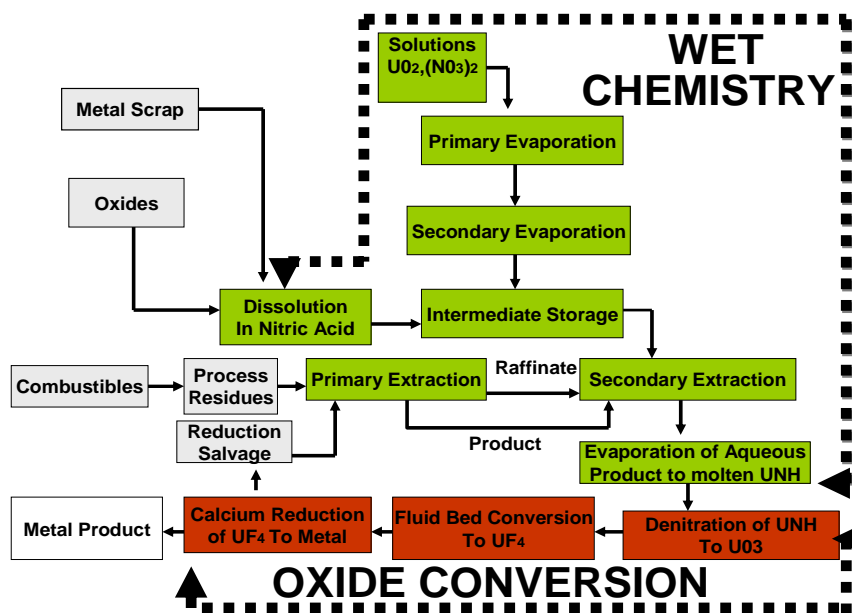 Solutions
U02,(N03)2
WET
CHEMISTRY
Metal Scrap
Primary Evaporation
Oxides
Secondary Evaporation
Dissolution
In Nitric Acid
Intermediate Storage
Combustibles
Process
Residues
Primary Extraction
Raffinate
Secondary Extraction
Reduction
Salvage
Product
Evaporation of Aqueous
Product to molten UNH
Metal Product
Calcium Reduction
of UF4 To Metal
Fluid Bed Conversion
To UF4
Denitration of UNH
To U03
OXIDE CONVERSION